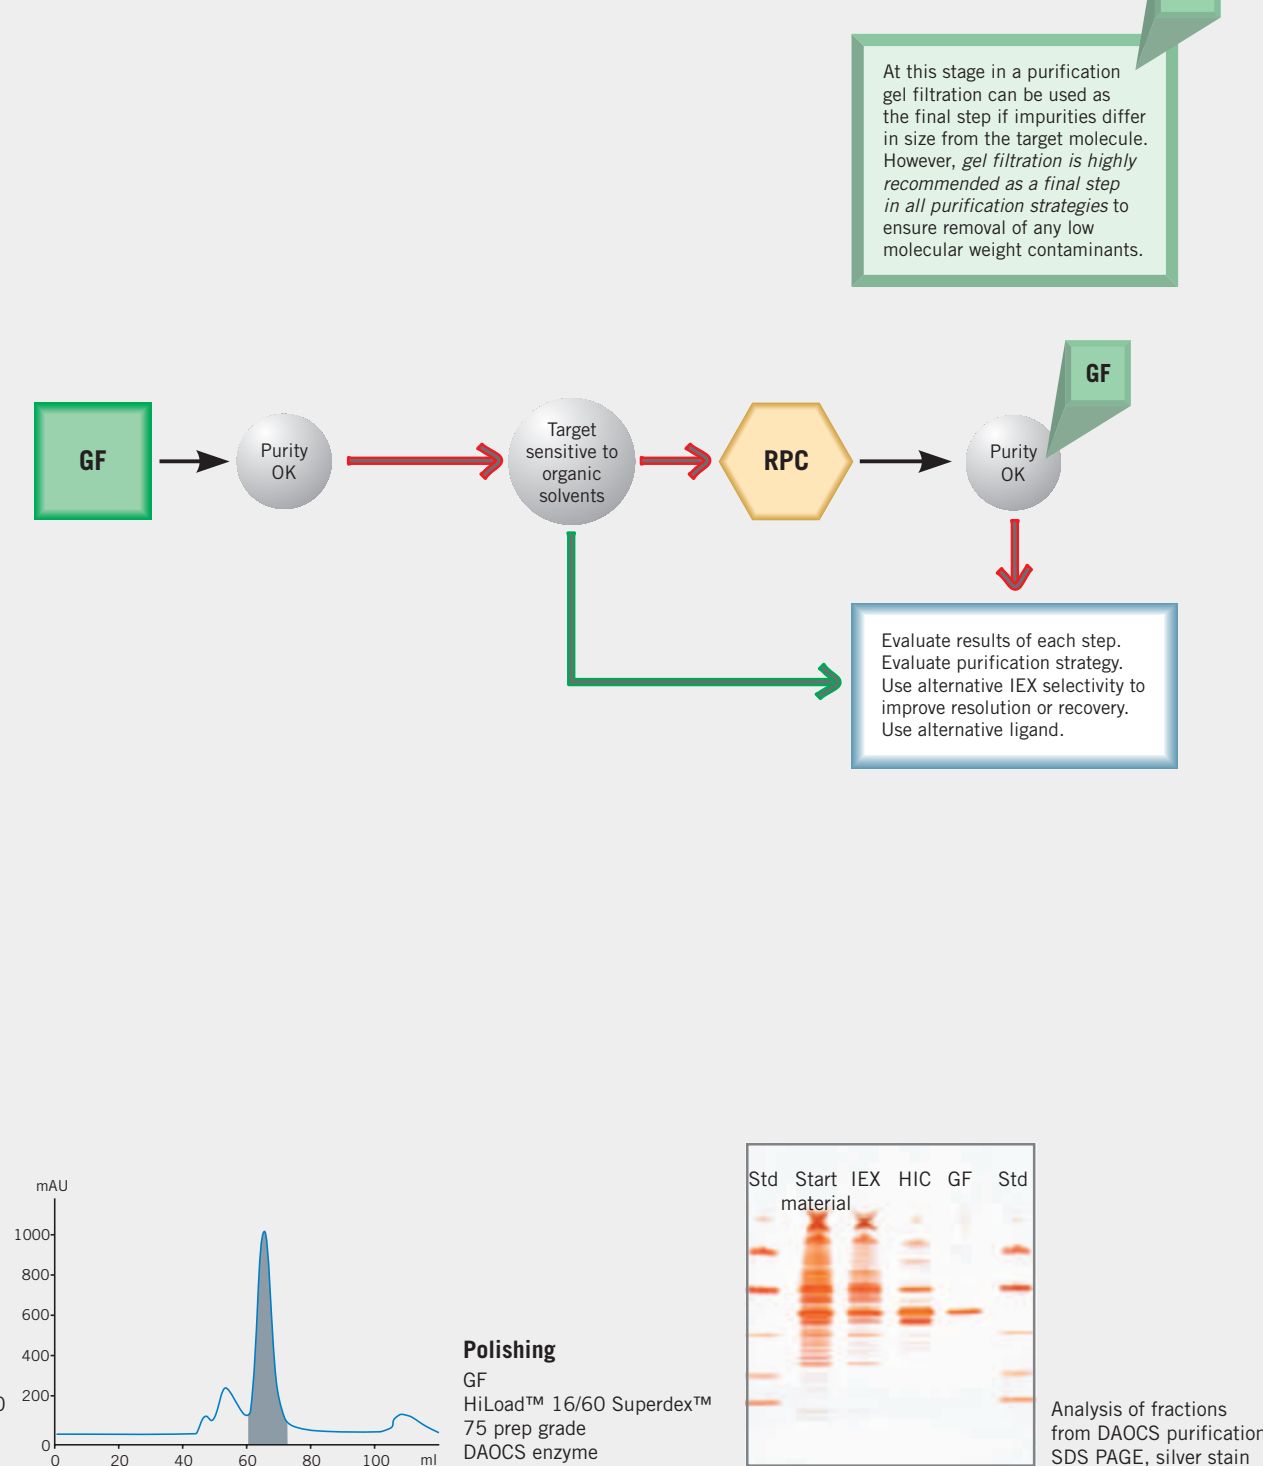 At this stage in a purification
gel filtration can be used as
the final step if impurities differ
in size from the target molecule.
However, gel filtration is highly
recommended as a final step
in all purification strategies to
ensure removal of any low
molecular weight contaminants.
GF
GF
Purity
OK
Target
sensitive to
organic
solvents
RPC
Purity
OK
Evaluate results of each step.
Evaluate purification strategy.
Use alternative IEX selectivity to
improve resolution or recovery.
Use alternative ligand.
mAU
1000
800
600
400
200
0
0 20 40 60 80 100 ml
0
Polishing
GF
HiLoad™ 16/60 Superdex™
75 prep grade
DAOCS enzyme
Std Start IEX HIC GF Std
material
Analysis of fractions
from DAOCS purification
SDS PAGE, silver stain